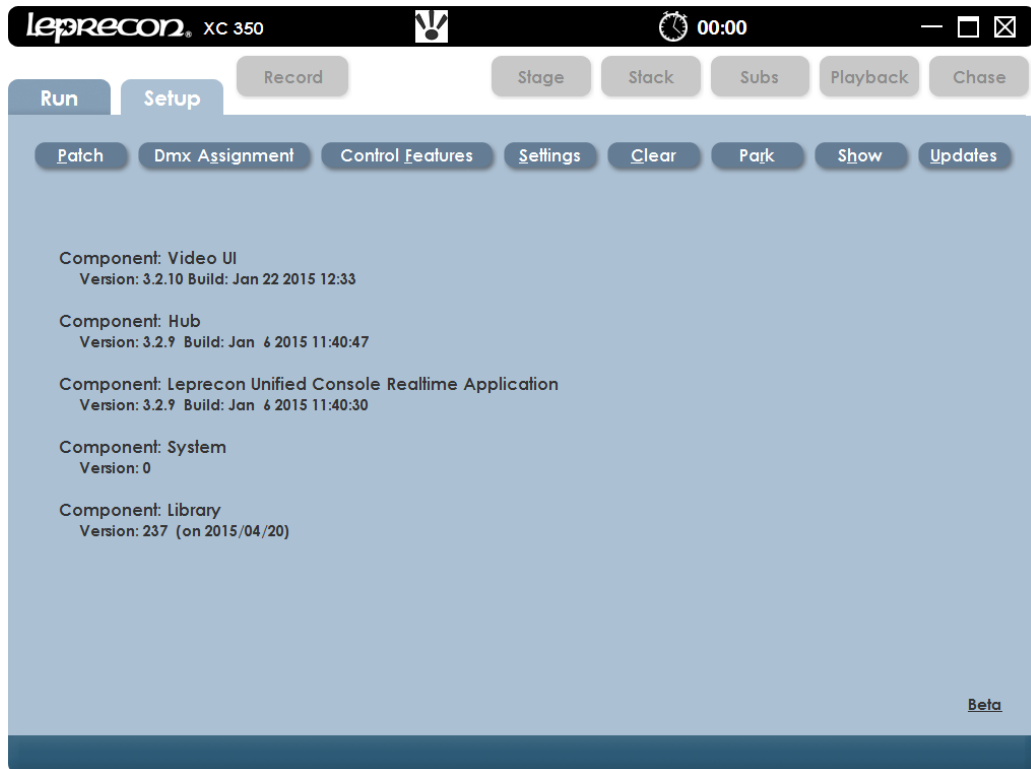 Leprecon® XC 350 00:00
Run Setup Record Stage Stack Subs Playback Chase
Patch Dmx Assignment Control Features Settings Clear Park Show Updates
Component: Video UI
Version: 3.2.10 Build: Jan 22 2015 12:33
Component: Hub
Version: 3.2.9 Build: Jan 6 2015 11:40:47
Component: Leprecon Unified Console Realtime Application
Version: 3.2.9 Build: Jan 6 2015 11:40:30
Component: System
Version: 0
Component: Library
Version: 237 (on 2015/04/20)
Beta